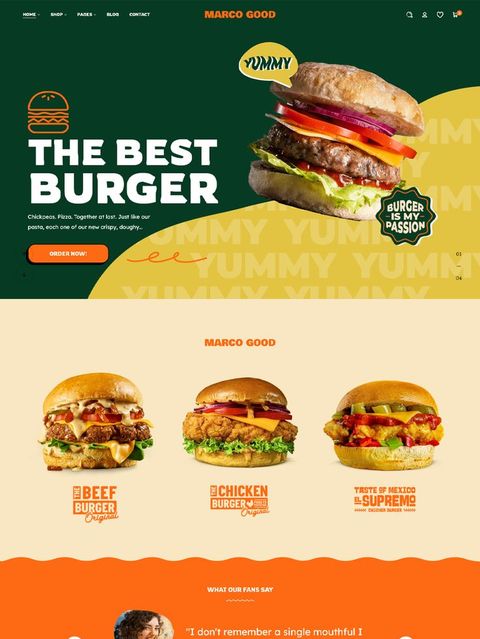 HOME SHOP PAGES BLOG CONTACT
MARCO GOOD
YUMMY
THE BEST
BURGER
Chickpeas. Pizza. Together at last. Just like our
pasta, each one of our new crispy, doughy...
ORDER NOW!
BURGER
IS MY
PASSION
YUMMY
YUMMY
YUMMY YUMMY
YUMMY YUMMY YUMMY
01
04
MARCO GOOD
THE BEEF
BURGER
Original
THE CHICKEN
BURGER
Original
TASTE OF MEXICO
EL SUPREMO
CHICKEN BURGER
WHAT OUR FANS SAY
"I don't remember a single mouthful I